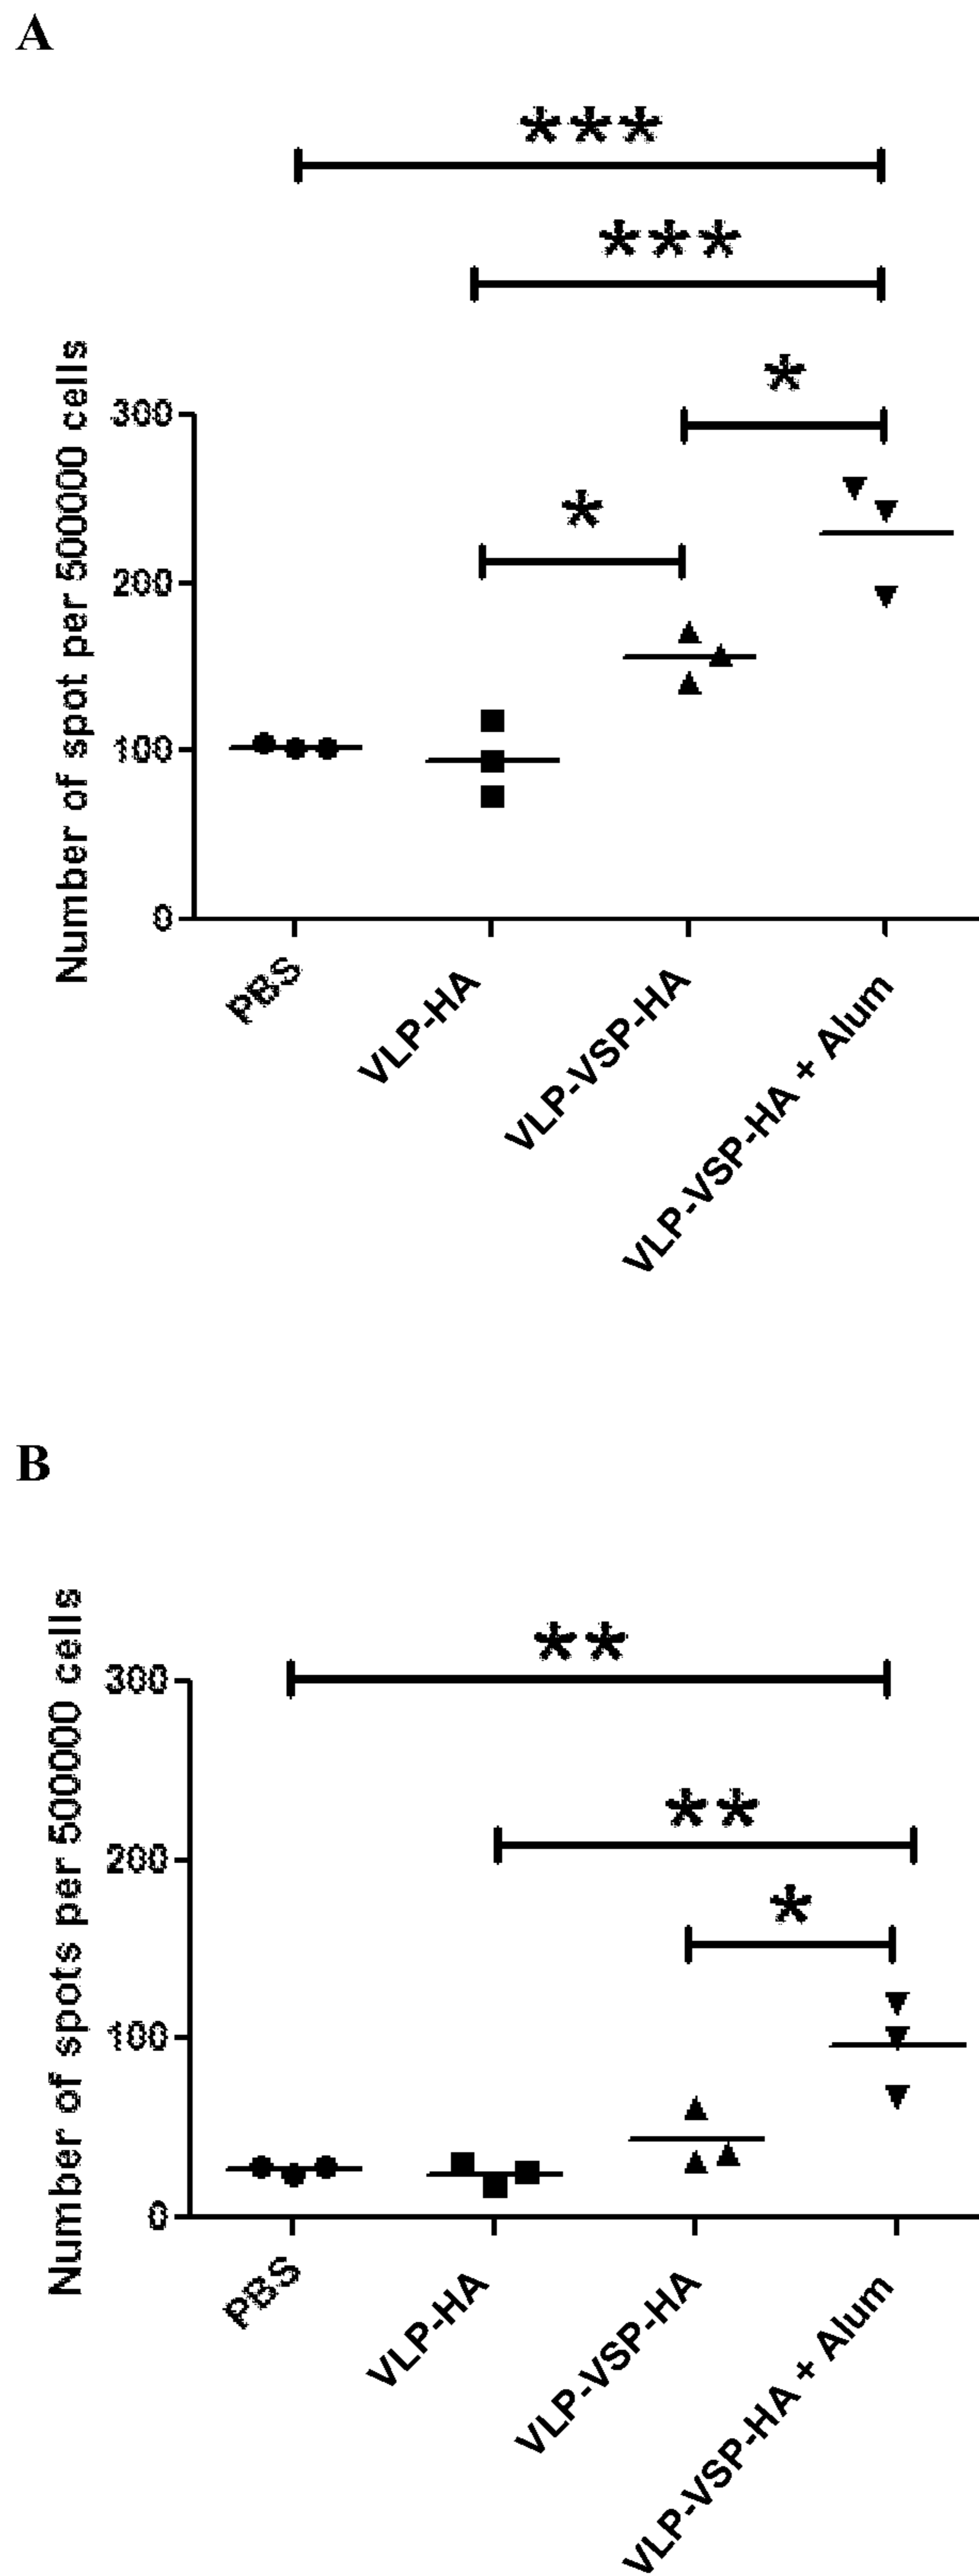 A
***
***
*
*
Number of spot per 500000 cells
300
200
100
0
PBS
VLP-HA
VLP-VSP-HA
VLP-VSP-HA + Alum
B
**
**
*
Number of spots per 500000 cells
300
200
100
0
PBS
VLP-HA
VLP-VSP-HA
VLP-VSP-HA + Alum